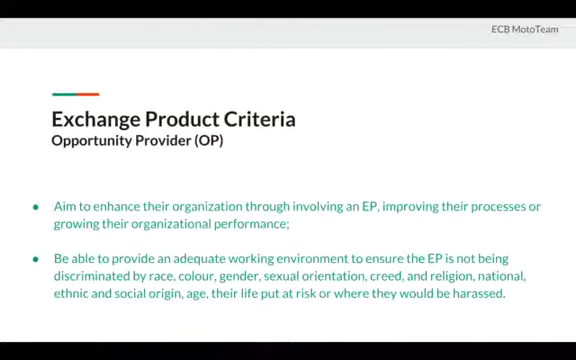 ECB MotoTeam
Exchange Product Criteria
Opportunity Provider (OP)
● Aim to enhance their organization through involving an EP, improving their processes or
growing their organizational performance;
● Be able to provide an adequate working environment to ensure the EP is not being
discriminated by race. colour, gender, sexual orientation, creed, and religion, national,
ethnic and social origin, age, their life put at risk or where they would be harassed.